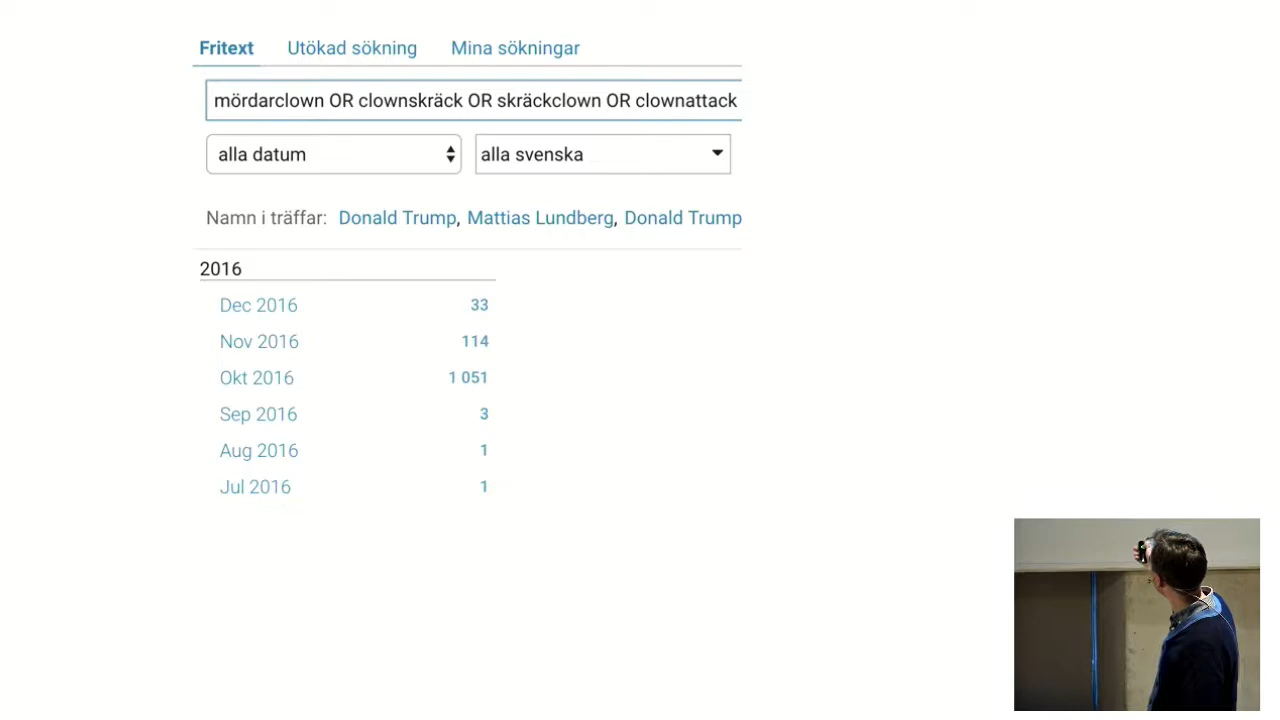 Fritext Utökad sökning Mina sökningar
mördarclown OR clownskräck OR skräckclown OR clownattack
alla datum alla svenska
Namn i träffar: Donald Trump, Mattias Lundberg, Donald Trump
2016
Dec 2016 33
Nov 2016 114
Okt 2016 1 051
Sep 2016 3
Aug 2016 1
Jul 2016 1